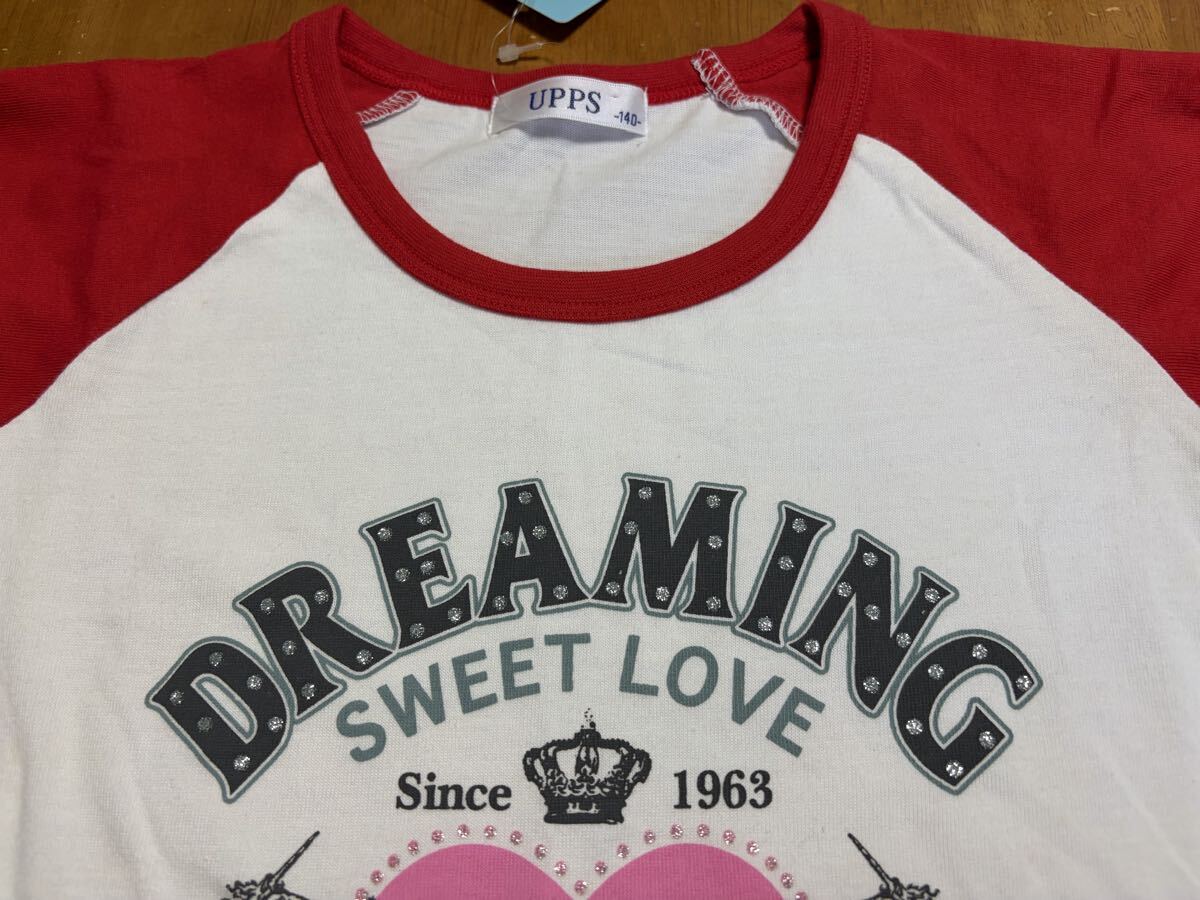 UPPS
-140-
DREAMING
SWEET LOVE
Since 1963